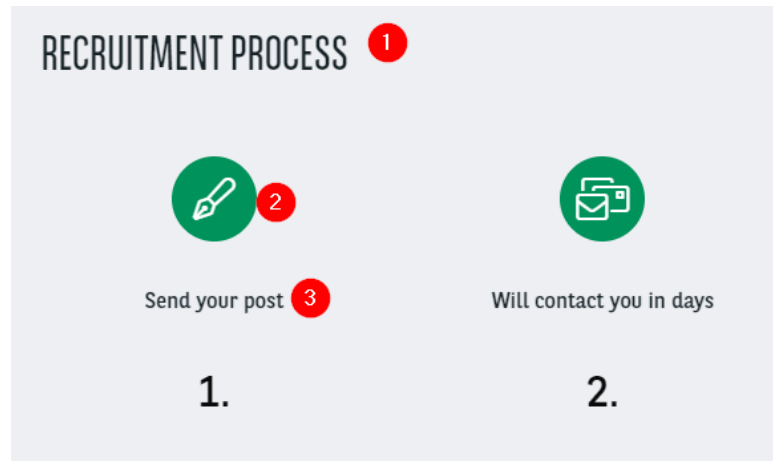 RECRUITMENT PROCESS 1
2
Send your post 3
Will contact you in days
1.
2.